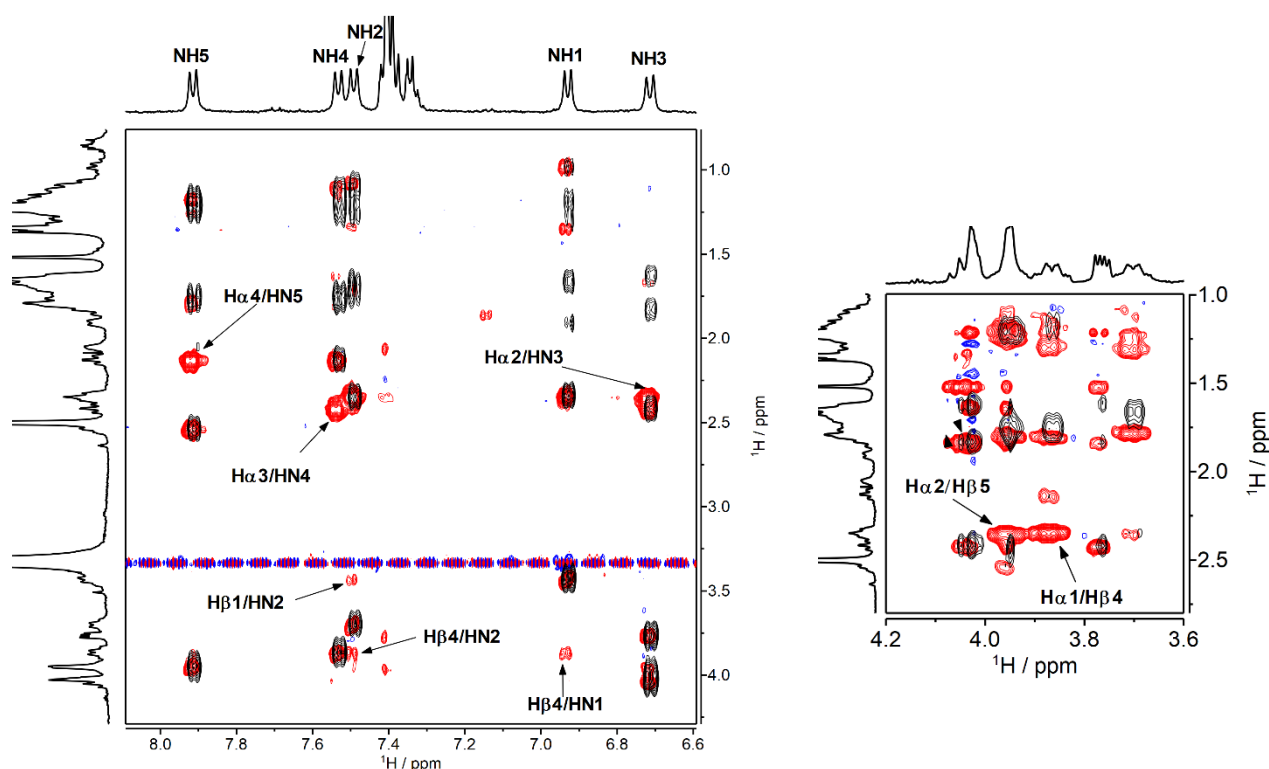 NH5
NH4
NH2
NH1
NH3
1.0
1.5
2.0
2.5
3.0
3.5
4.0
¹H / ppm
Hα4/HN5
Hα2/HN3
Hα3/HN4
Hβ1/HN2
Hβ4/HN2
Hβ4/HN1
8.0 7.8 7.6 7.4 7.2 7.0 6.8 6.6
¹H / ppm
1.0
1.5
2.0
2.5
¹H / ppm
Hα2/Hβ5
Hα1/Hβ4
4.2 4.0 3.8 3.6
¹H / ppm